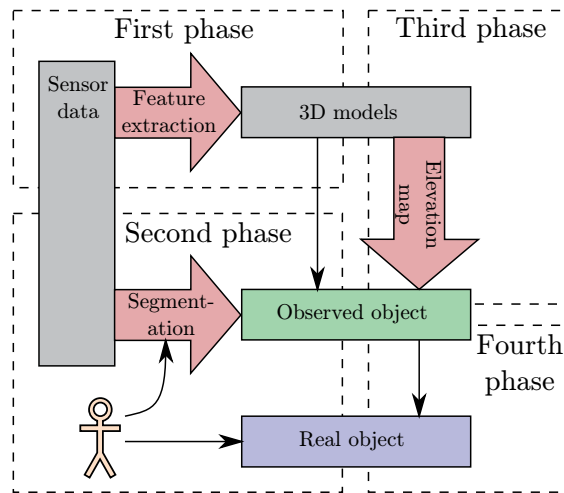 First phase
Third phase
Sensor
data
Feature
extraction
3D models
Elevation
map
Second phase
Segment-
ation
Observed object
Fourth
phase
Real object